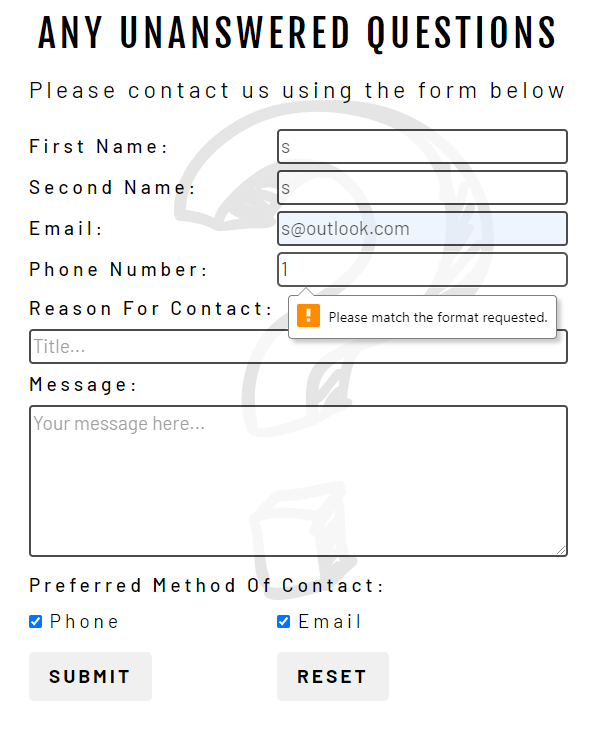 ANY UNANSWERED QUESTIONS
Please contact us using the form below
First Name: s
Second Name: s
Email: s@outlook.com
Phone Number: 1
Reason For Contact:
! Please match the format requested.
Title...
Message:
Your message here...
Preferred Method Of Contact:
Phone Email
SUBMIT RESET